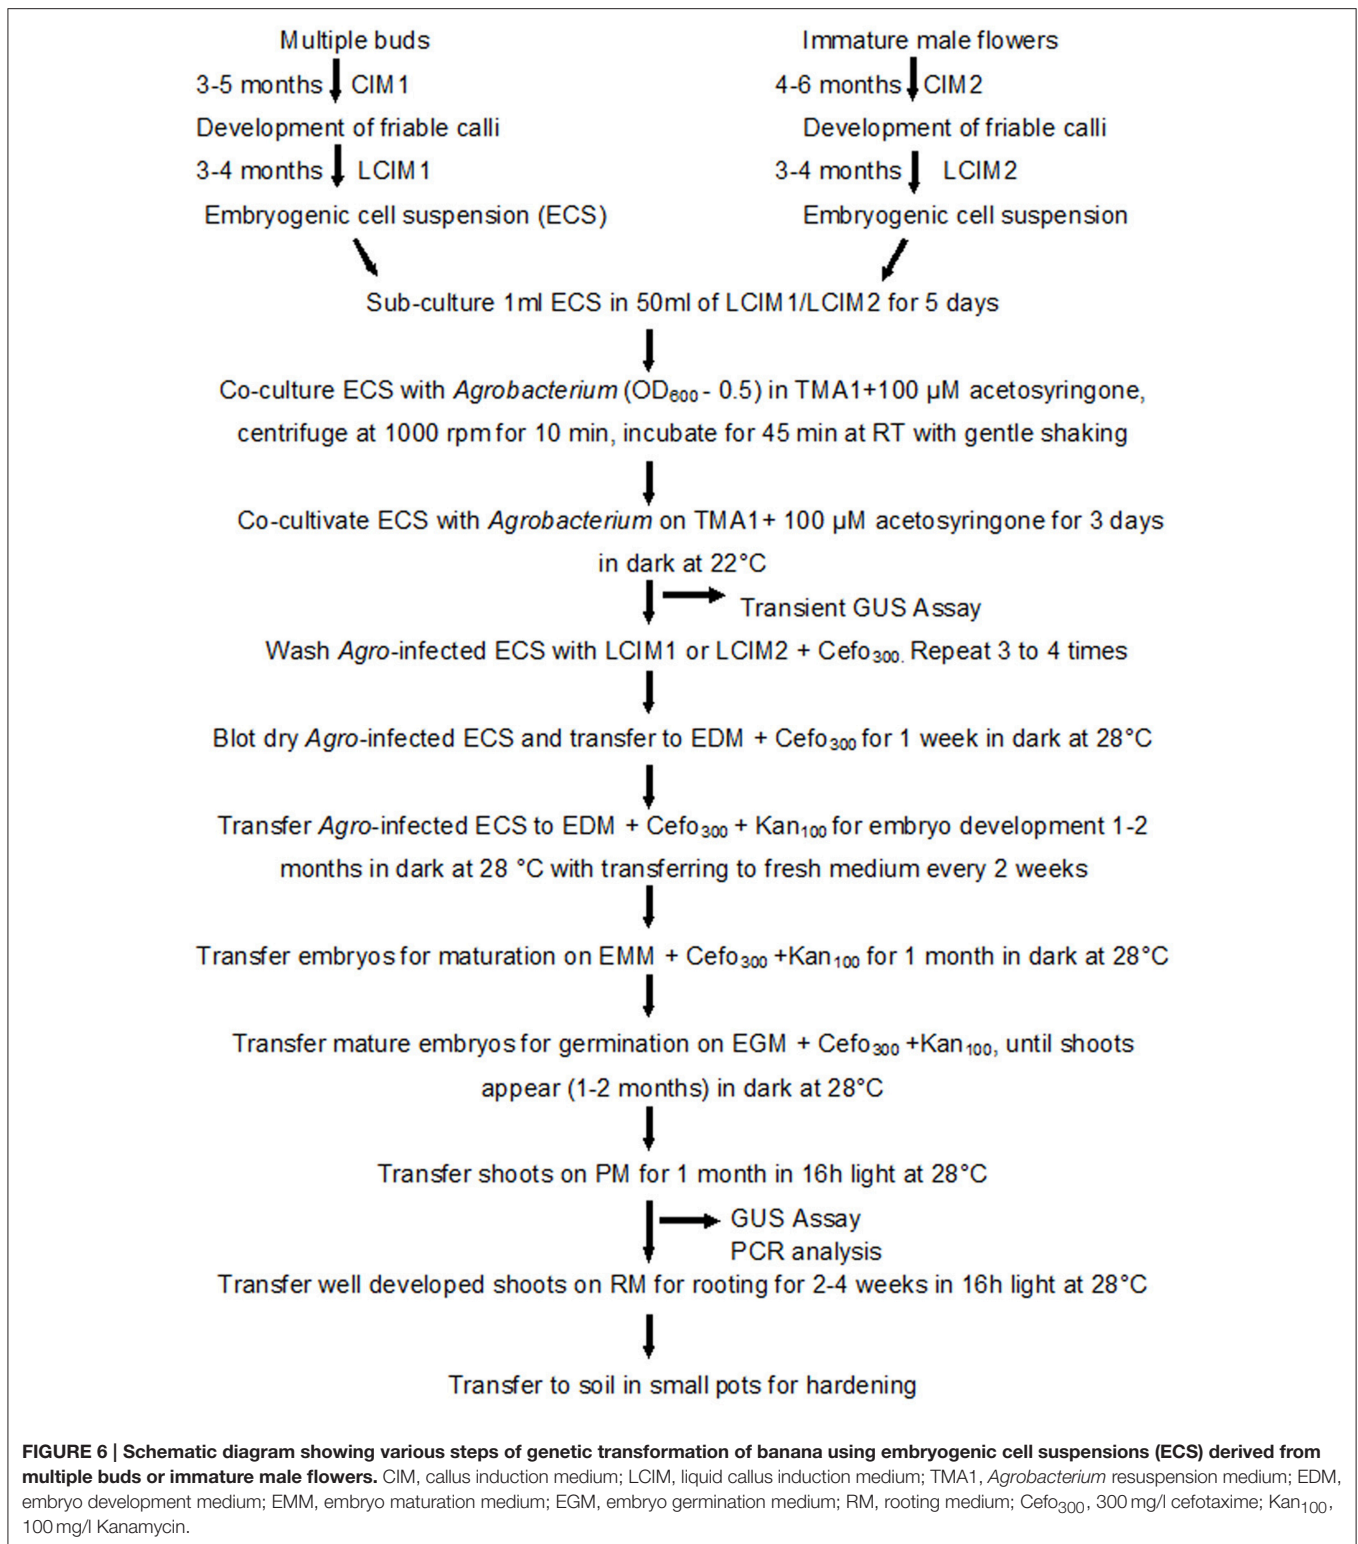 Multiple buds
3-5 months CIM1
Development of friable calli
3-4 months LCIM1
Embryogenic cell suspension (ECS)
Immature male flowers
4-6 months CIM2
Development of friable calli
3-4 months LCIM2
Embryogenic cell suspension
Sub-culture 1ml ECS in 50ml of LCIM1/LCIM2 for 5 days
Co-culture ECS with Agrobacterium (OD600 - 0.5) in TMA1+100 µM acetosyringone,
centrifuge at 1000 rpm for 10 min, incubate for 45 min at RT with gentle shaking
Co-cultivate ECS with Agrobacterium on TMA1+ 100 µM acetosyringone for 3 days
in dark at 22°C
Transient GUS Assay
Wash Agro-infected ECS with LCIM1 or LCIM2 + Cefo300. Repeat 3 to 4 times
Blot dry Agro-infected ECS and transfer to EDM + Cefo300 for 1 week in dark at 28°C
Transfer Agro-infected ECS to EDM + Cefo300 + Kan100 for embryo development 1-2
months in dark at 28 °C with transferring to fresh medium every 2 weeks
Transfer embryos for maturation on EMM + Cefo300 +Kan100 for 1 month in dark at 28°C
Transfer mature embryos for germination on EGM + Cefo300 +Kan100, until shoots
appear (1-2 months) in dark at 28°C
Transfer shoots on PM for 1 month in 16h light at 28°C
GUS Assay
PCR analysis
Transfer well developed shoots on RM for rooting for 2-4 weeks in 16h light at 28°C
Transfer to soil in small pots for hardening
FIGURE 6 | Schematic diagram showing various steps of genetic transformation of banana using embryogenic cell suspensions (ECS) derived from
multiple buds or immature male flowers. CIM, callus induction medium; LCIM, liquid callus induction medium; TMA1, Agrobacterium resuspension medium; EDM,
embryo development medium; EMM, embryo maturation medium; EGM, embryo germination medium; RM, rooting medium; Cefo300, 300 mg/l cefotaxime; Kan100,
100 mg/l Kanamycin.